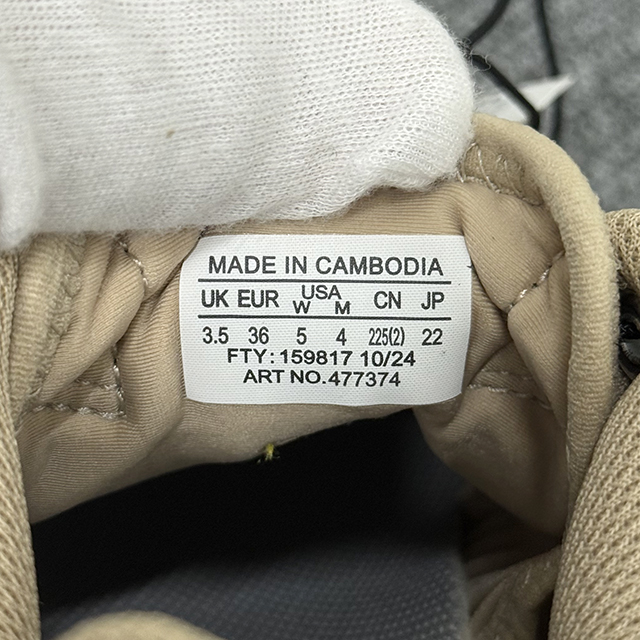 MADE IN CAMBODIA
UK EUR USA W M CN JP
3.5 36 5 4 225(2) 22
FTY: 159817 10/24
ART NO.477374